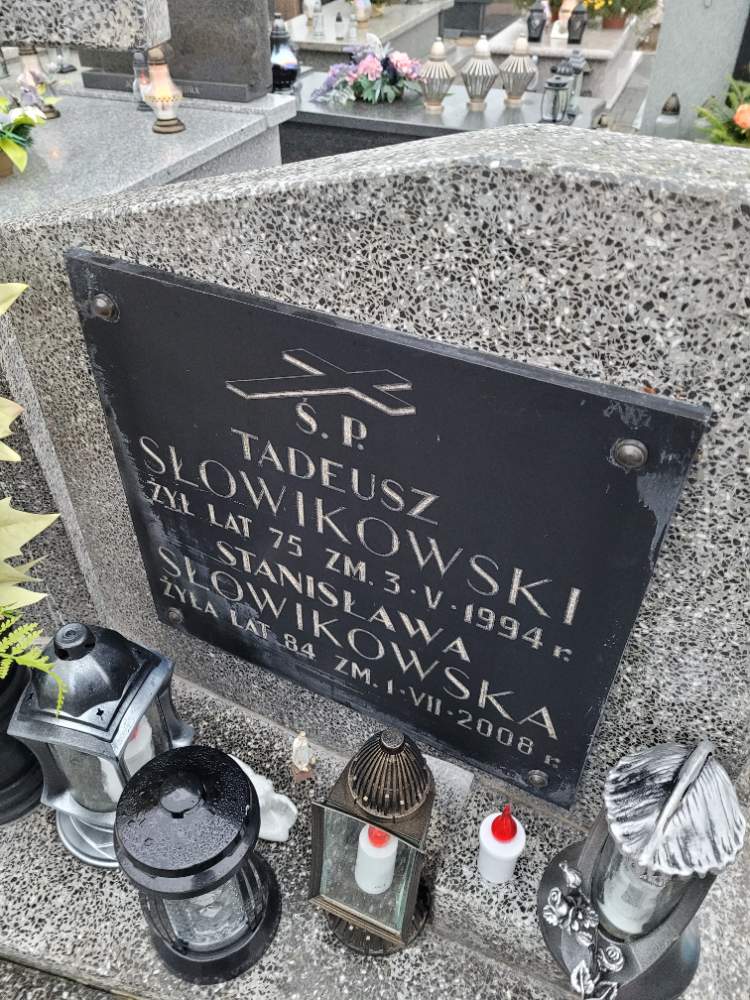 Ś. P.
TADEUSZ
SŁOWIKOWSKI
ŻYŁ LAT 75 ZM. 3·V·1994 r.
STANISŁAWA
SŁOWIKOWSKA
ŻYŁA LAT 84 ZM. 1·VII·2008 r.